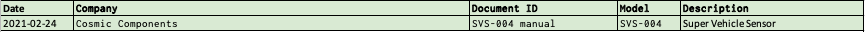 Date Company Document ID Model Description
2021-02-24 Cosmic Components SVS-004 manual SVS-004 Super Vehicle Sensor